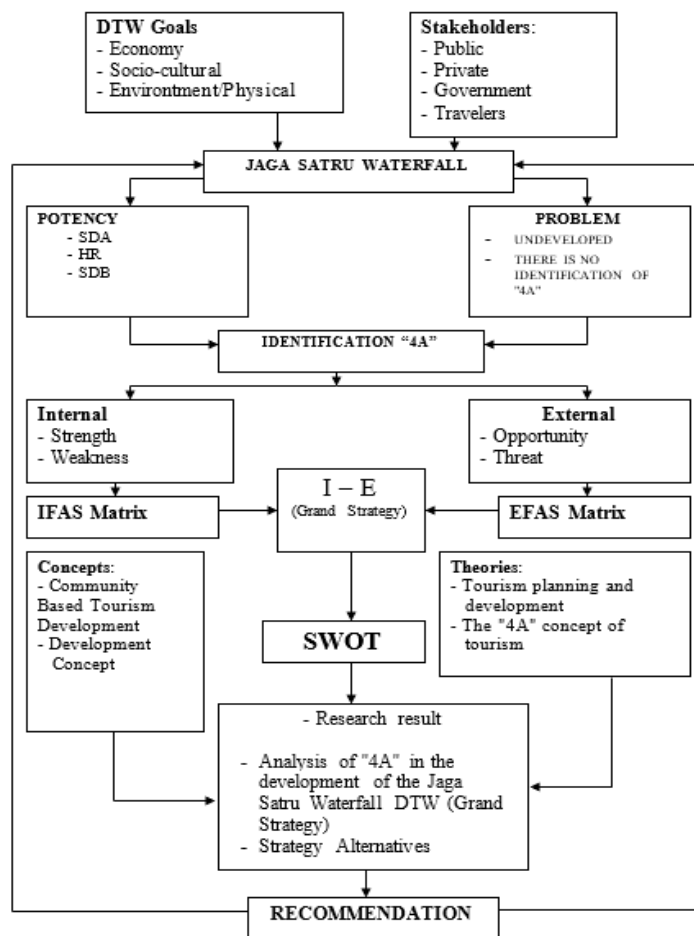 DTW Goals
- Economy
- Socio-cultural
- Environtment/Physical
Stakeholders:
- Public
- Private
- Government
- Travelers
JAGA SATRU WATERFALL
POTENCY
- SDA
- HR
- SDB
PROBLEM
- UNDEVELOPED
- THERE IS NO
IDENTIFICATION OF
"4A"
IDENTIFICATION “4A”
Internal
- Strength
- Weakness
External
- Opportunity
- Threat
I – E
(Grand Strategy)
IFAS Matrix
EFAS Matrix
Concepts:
- Community
Based Tourism
Development
- Development
Concept
Theories:
- Tourism planning and
development
- The "4A" concept of
tourism
SWOT
- Research result
- Analysis of "4A" in the
development of the Jaga
Satru Waterfall DTW (Grand
Strategy)
- Strategy Alternatives
RECOMMENDATION